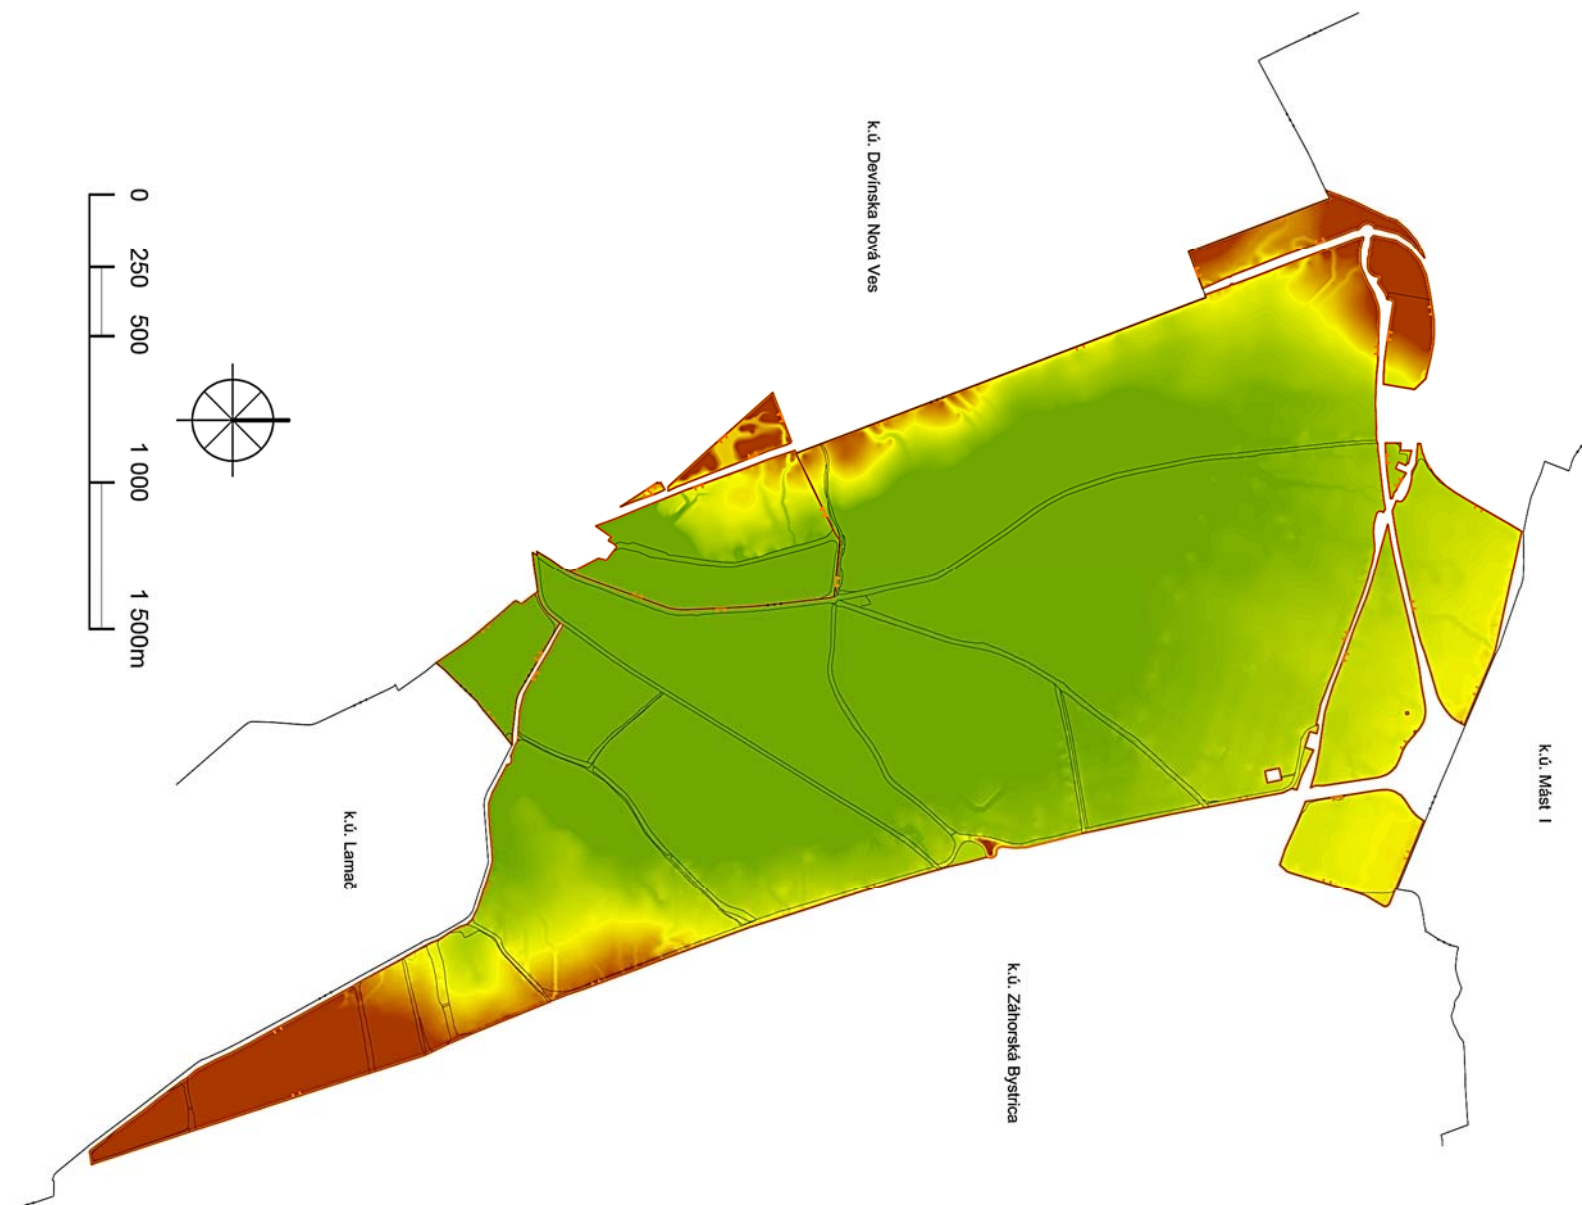 k.ú. Devínska Nová Ves
0
250
500
1 000
1 500m
k.ú. Mást I
k.ú. Lamač
k.ú. Záhorská Bystrica